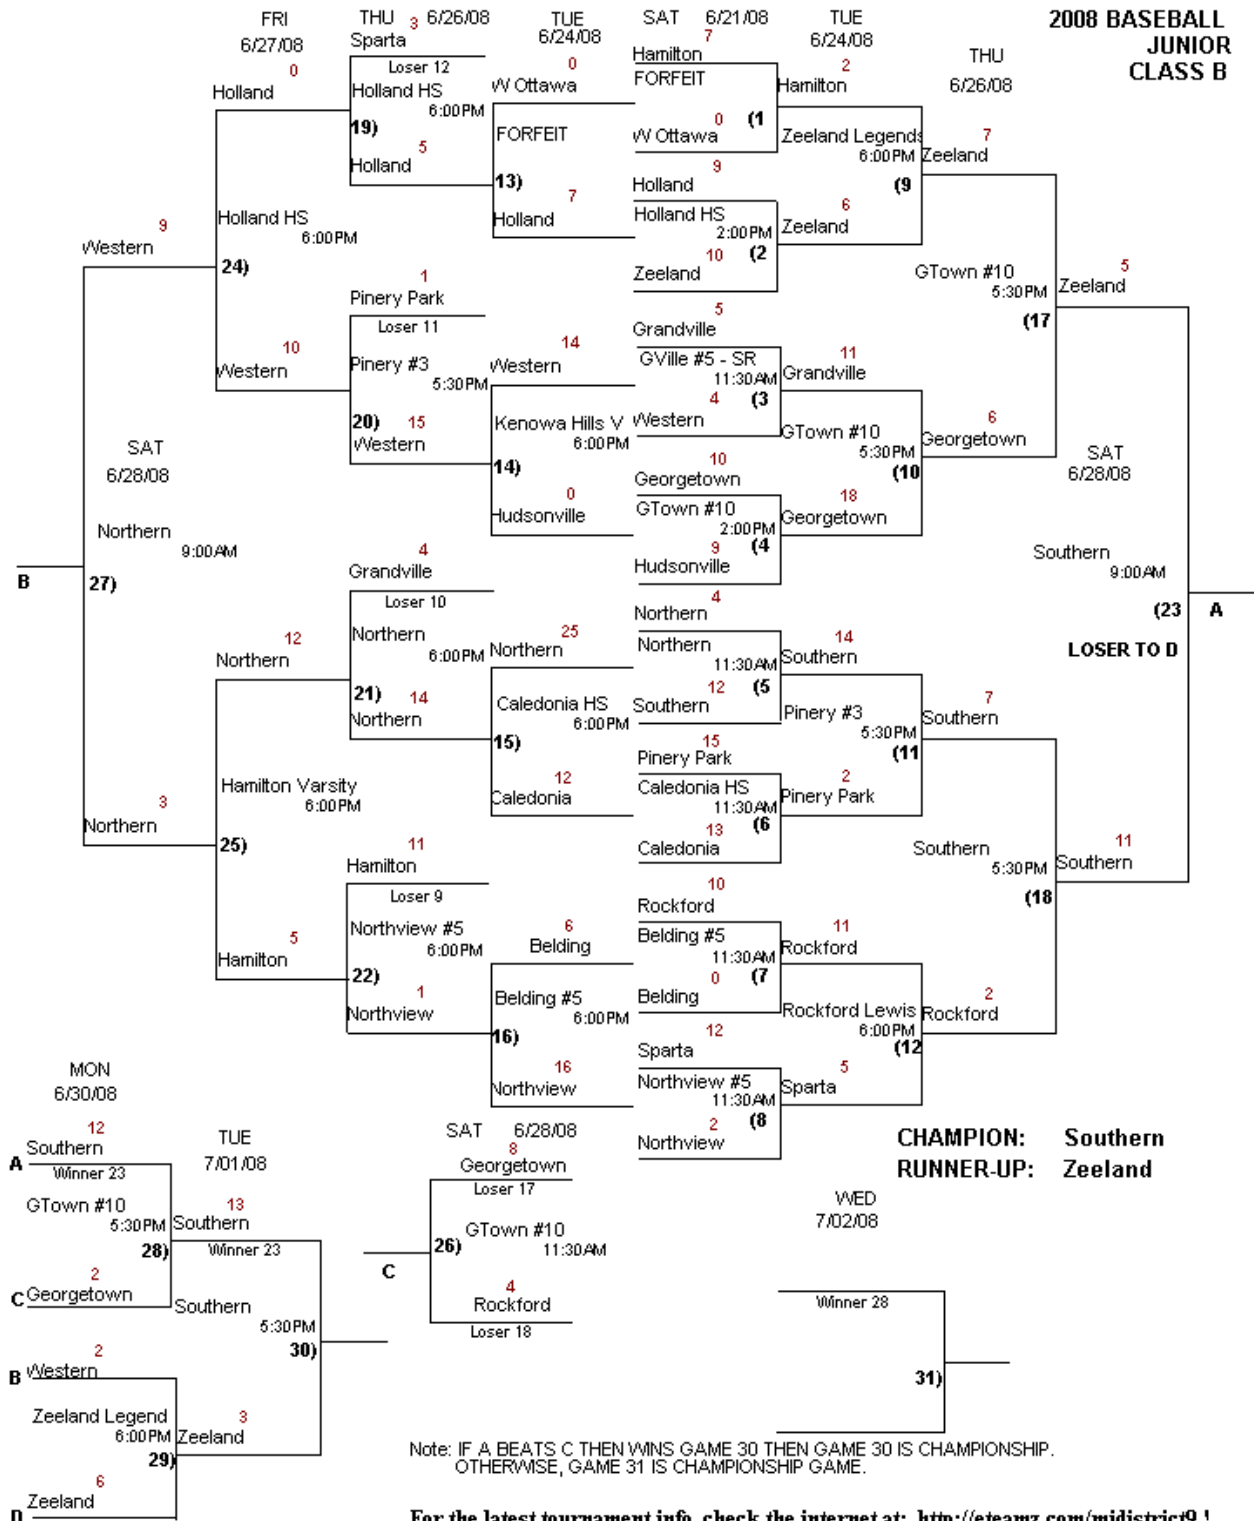 2008 BASEBALL
JUNIOR
CLASS B
FRI
6/27/08
THU 6/26/08
TUE
6/24/08
SAT 6/21/08
TUE
6/24/08
THU
6/26/08
7
Hamilton
FORFEIT
0
(1
W Ottawa
9
Holland
Holland HS
2:00PM
10
(2
Zeeland
5
Grandville
GVille #5 - SR
11:30AM
4
(3
Western
10
Georgetown
GTown #10
2:00PM
9
(4
Hudsonville
4
Northern
Northern
11:30AM
12
(5
Southern
15
Pinery Park
Caledonia HS
11:30AM
13
(6
Caledonia
10
Rockford
Belding #5
11:30AM
0
(7
Belding
12
Sparta
Northview #5
11:30AM
2
(8
Northview
2
Hamilton
Zeeland Legends
6:00PM
(9
6
Zeeland
11
Grandville
GTown #10
5:30PM
(10
18
Georgetown
14
Southern
Pinery #3
5:30PM
(11
2
Pinery Park
11
Rockford
Rockford Lewis
6:00PM
(12
5
Sparta
7
Zeeland
GTown #10
5:30PM
(17
6
Georgetown
7
Southern
Southern
5:30PM
(18
2
Rockford
5
Zeeland
SAT
6/28/08
Southern
9:00AM
(23 A
LOSER TO D
11
Southern
0
W Ottawa
FORFEIT
13)
7
Holland
14
Western
Kenowa Hills V
6:00PM
14)
0
Hudsonville
25
Northern
Caledonia HS
6:00PM
15)
12
Caledonia
6
Belding
Belding #5
6:00PM
16)
16
Northview
3
Sparta
Loser 12
Holland HS
6:00PM
19)
5
Holland
1
Pinery Park
Loser 11
Pinery #3
5:30PM
20)
15
Western
4
Grandville
Loser 10
Northern
6:00PM
21)
14
Northern
11
Hamilton
Loser 9
Northview #5
6:00PM
22)
1
Northview
0
Holland
Holland HS
6:00PM
24)
10
Western
12
Northern
Hamilton Varsity
6:00PM
25)
5
Hamilton
9
Western
SAT
6/28/08
Northern
9:00AM
B
27)
3
Northern
MON
6/30/08
12
Southern
A
Winner 23
GTown #10
5:30PM
28)
2
C Georgetown
2
B Western
Zeeland Legend
6:00PM
29)
6
Zeeland
D
TUE
7/01/08
13
Southern
Winner 23
Southern
5:30PM
30)
3
Zeeland
SAT 6/28/08
8
Georgetown
Loser 17
26) GTown #10
11:30AM
C
4
Rockford
Loser 18
CHAMPION: Southern
RUNNER-UP: Zeeland
WED
7/02/08
Winner 28
31)
Note: IF A BEATS C THEN WINS GAME 30 THEN GAME 30 IS CHAMPIONSHIP.
OTHERWISE, GAME 31 IS CHAMPIONSHIP GAME.
For the latest tournament info, check the internet at: http://eteamz.com/midistrict9 !